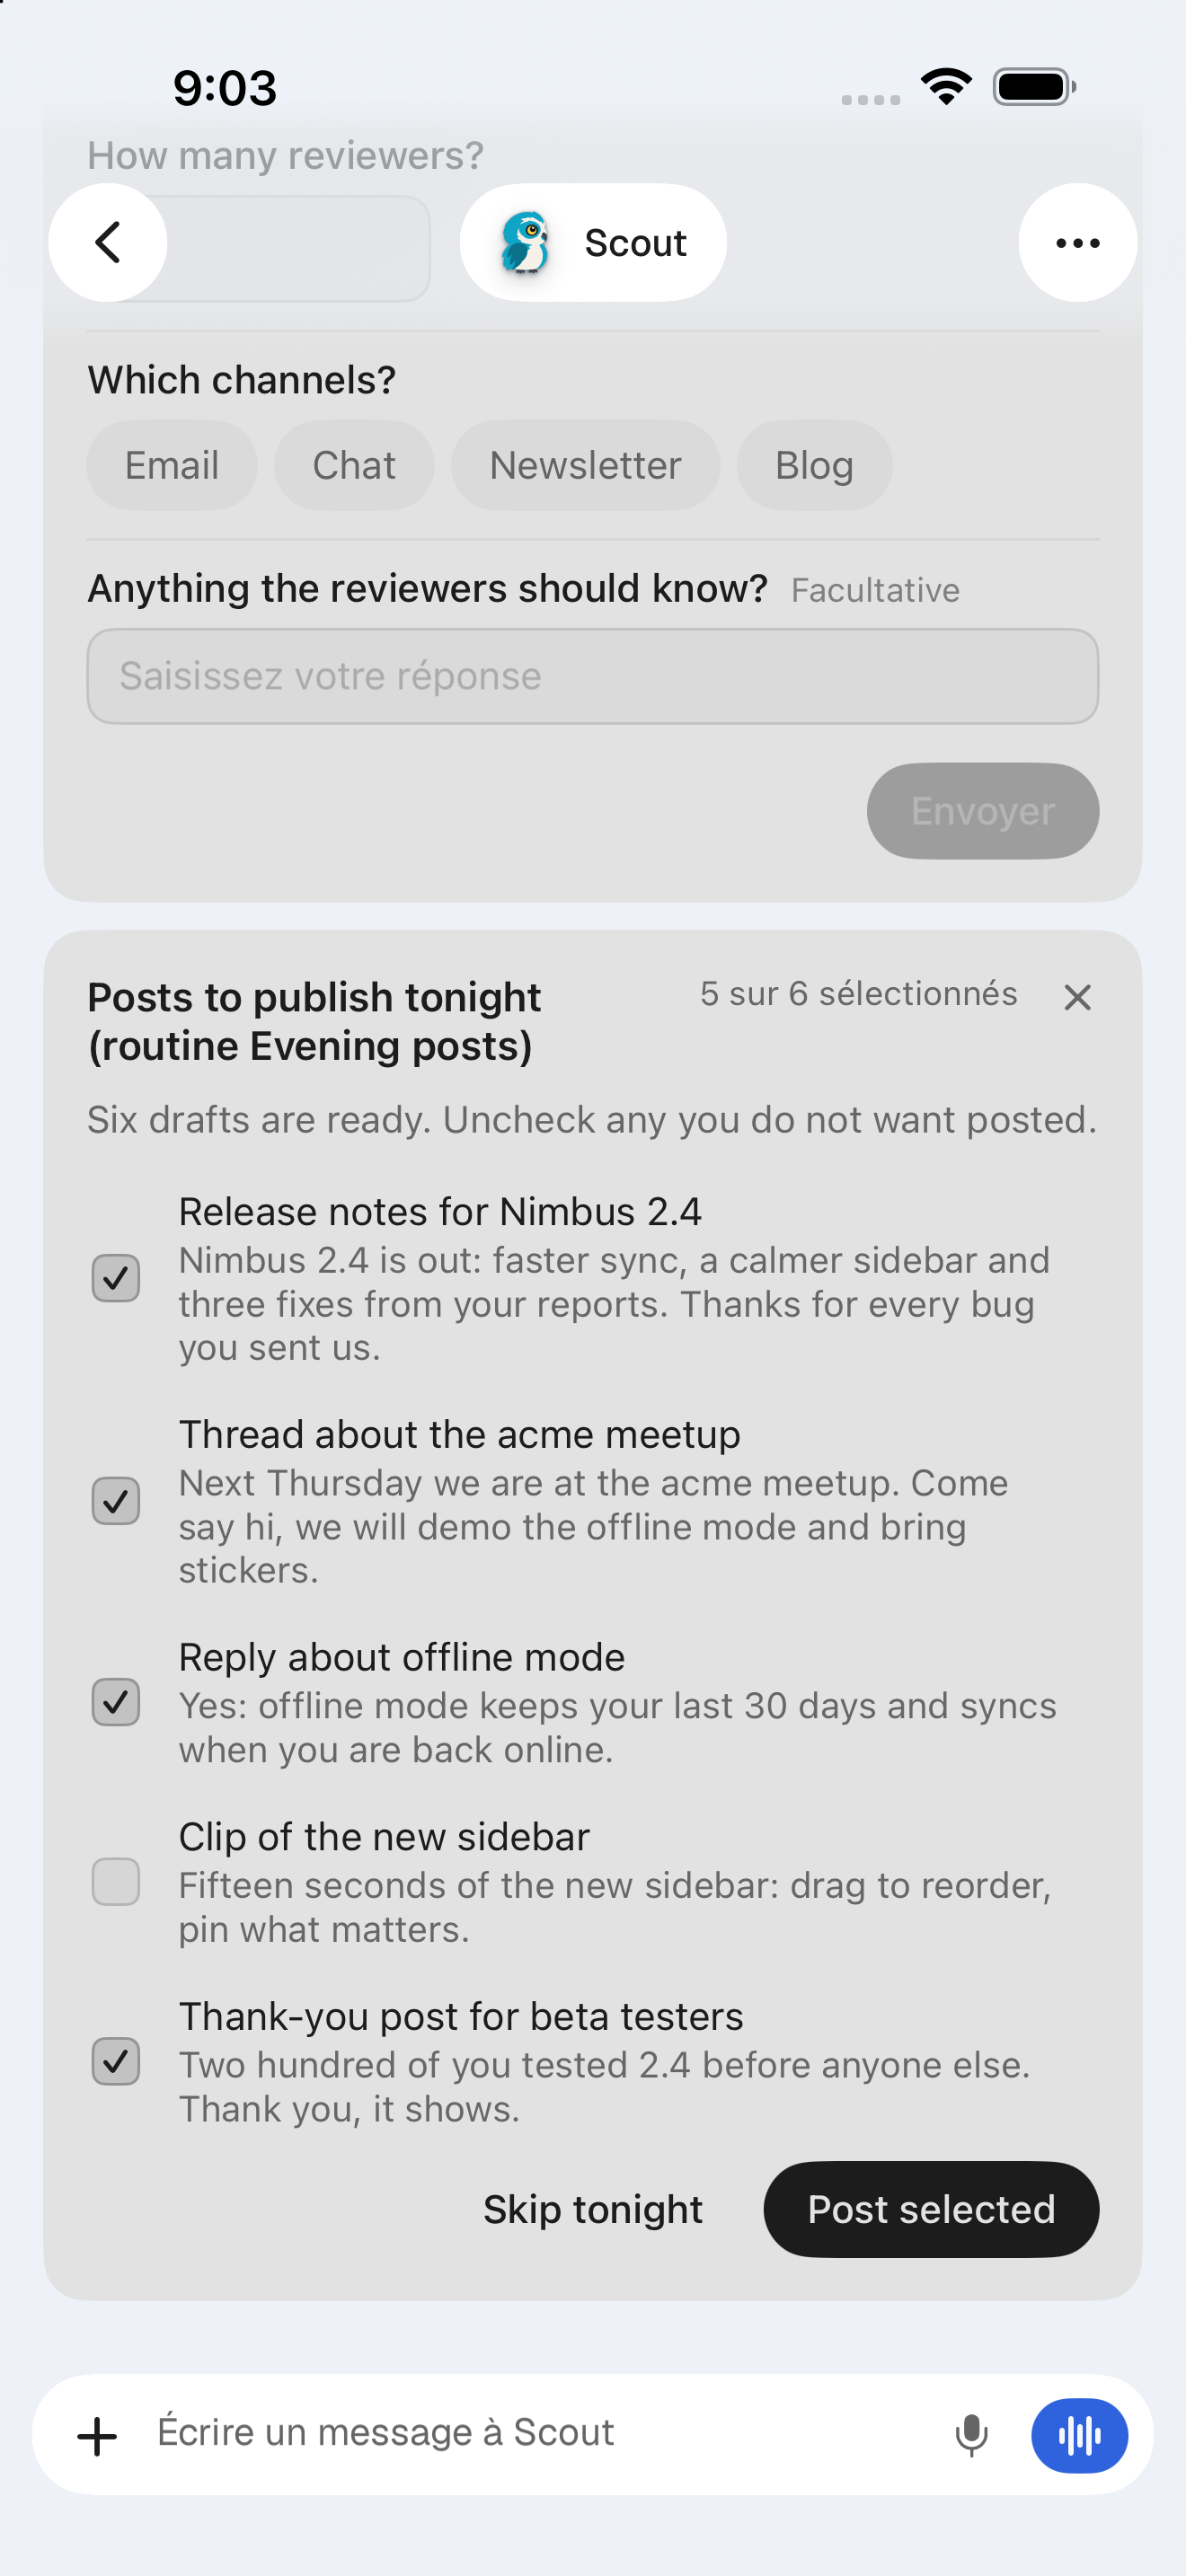 9:03
How many reviewers?
Scout
Which channels?
Email Chat Newsletter Blog
Anything the reviewers should know? Facultative
Saisissez votre réponse
Envoyer
Posts to publish tonight 5 sur 6 sélectionnés
(routine Evening posts)
Six drafts are ready. Uncheck any you do not want posted.
Release notes for Nimbus 2.4
Nimbus 2.4 is out: faster sync, a calmer sidebar and
three fixes from your reports. Thanks for every bug
you sent us.
Thread about the acme meetup
Next Thursday we are at the acme meetup. Come
say hi, we will demo the offline mode and bring
stickers.
Reply about offline mode
Yes: offline mode keeps your last 30 days and syncs
when you are back online.
Clip of the new sidebar
Fifteen seconds of the new sidebar: drag to reorder,
pin what matters.
Thank-you post for beta testers
Two hundred of you tested 2.4 before anyone else.
Thank you, it shows.
Skip tonight Post selected
Écrire un message à Scout